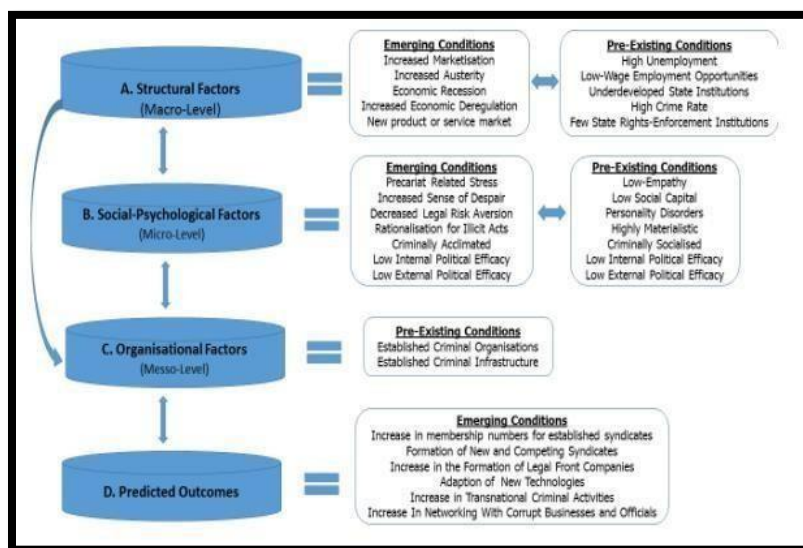 A. Structural Factors
(Macro-Level)
Emerging Conditions
Increased Marketisation
Increased Austerity
Economic Recession
Increased Economic Deregulation
New product or service market
Pre-Existing Conditions
High Unemployment
Low-Wage Employment Opportunities
Underdeveloped State Institutions
High Crime Rate
Few State Rights-Enforcement Institutions
B. Social-Psychological Factors
(Micro-Level)
Emerging Conditions
Precariat Related Stress
Increased Sense of Despair
Decreased Legal Risk Aversion
Rationalisation for Illicit Acts
Criminally Acclimated
Low Internal Political Efficacy
Low External Political Efficacy
Pre-Existing Conditions
Low-Empathy
Low Social Capital
Personality Disorders
Highly Materialistic
Criminally Socialised
Low Internal Political Efficacy
Low External Political Efficacy
C. Organisational Factors
(Messo-Level)
Pre-Existing Conditions
Established Criminal Organisations
Established Criminal Infrastructure
D. Predicted Outcomes
Emerging Conditions
Increase in membership numbers for established syndicates
Formation of New and Competing Syndicates
Increase in the Formation of Legal Front Companies
Adaption of New Technologies
Increase in Transnational Criminal Activities
Increase In Networking With Corrupt Businesses and Officials